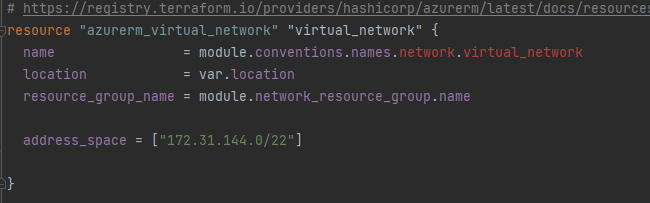 # https://registry.terraform.io/providers/hashicorp/azurerm/latest/docs/resources
resource "azurerm_virtual_network" "virtual_network" {
name = module.conventions.names.network.virtual_network
location = var.location
resource_group_name = module.network_resource_group.name
address_space = ["172.31.144.0/22"]
}